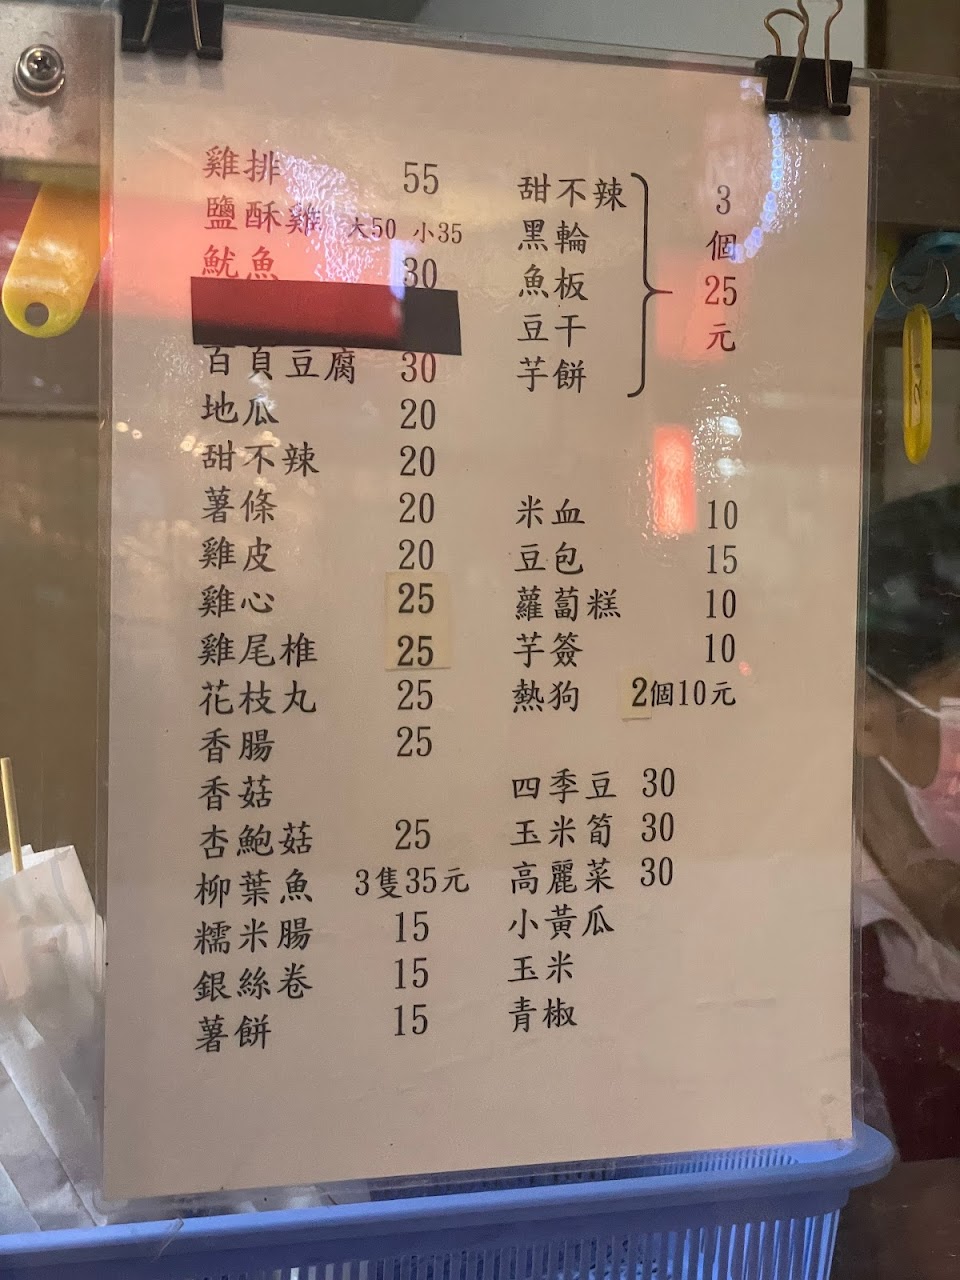 雞排 55
鹽酥雞 大50 小35
魷魚 30
百頁豆腐 30
地瓜 20
甜不辣 20
薯條 20
雞皮 20
雞心 25
雞尾椎 25
花枝丸 25
香腸 25
香菇
杏鮑菇 25
柳葉魚 3隻35元
糯米腸 15
銀絲卷 15
薯餅 15
甜不辣
黑輪
魚板
豆干
芋餅
3個25元
米血 10
豆包 15
蘿蔔糕 10
芋簽 10
熱狗 2個10元
四季豆 30
玉米筍 30
高麗菜 30
小黃瓜
玉米
青椒